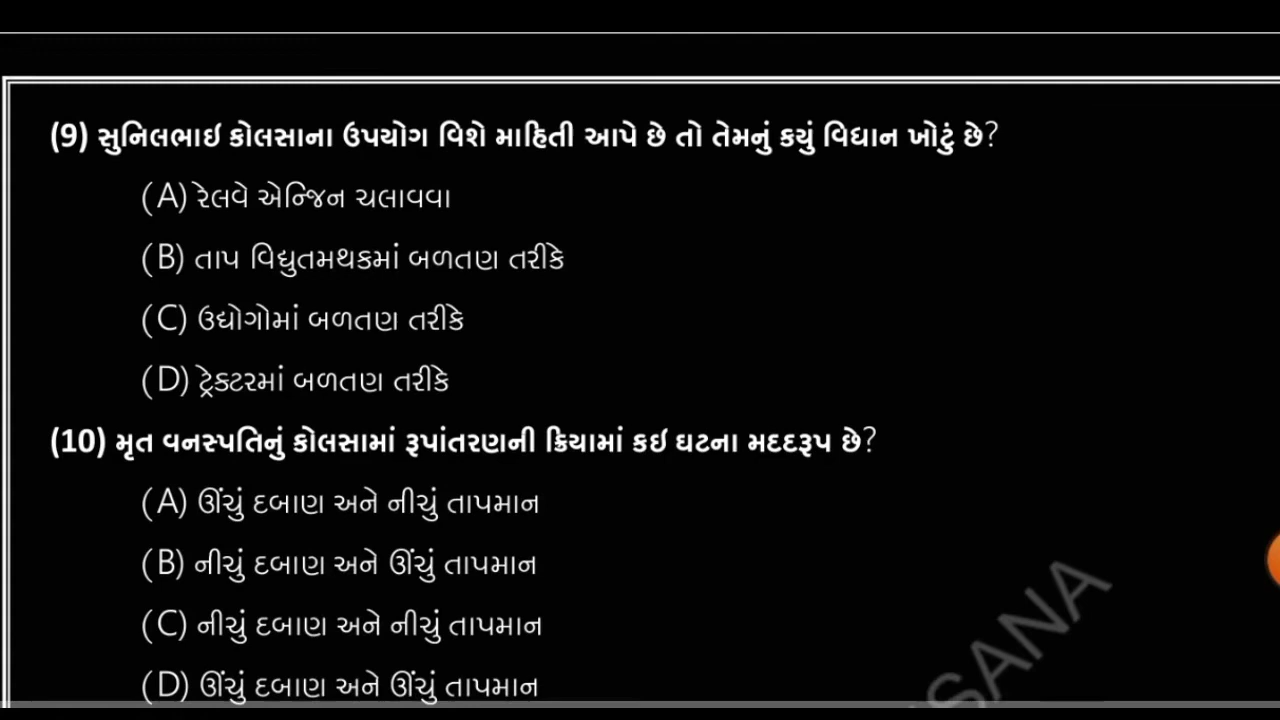 (9) સુનિલભાઇ કોલસાના ઉપયોગ વિશે માહિતી આપે છે તો તેમનું કયું વિધાન ખોટું છે?
(A) રેલવે એન્જિન ચલાવવા
(B) તાપ વિદ્યુતમથકમાં બળતણ તરીકે
(C) ઉદ્યોગોમાં બળતણ તરીકે
(D) ટ્રેક્ટરમાં બળતણ તરીકે
(10) મૃત વનસ્પતિનું કોલસામાં રૂપાંતરણની ક્રિયામાં કઇ ઘટના મદદરૂપ છે?
(A) ઊંચું દબાણ અને નીચું તાપમાન
(B) નીચું દબાણ અને ઊંચું તાપમાન
(C) નીચું દબાણ અને નીચું તાપમાન
(D) ઊંચું દબાણ અને ઊંચું તાપમાન
SANA